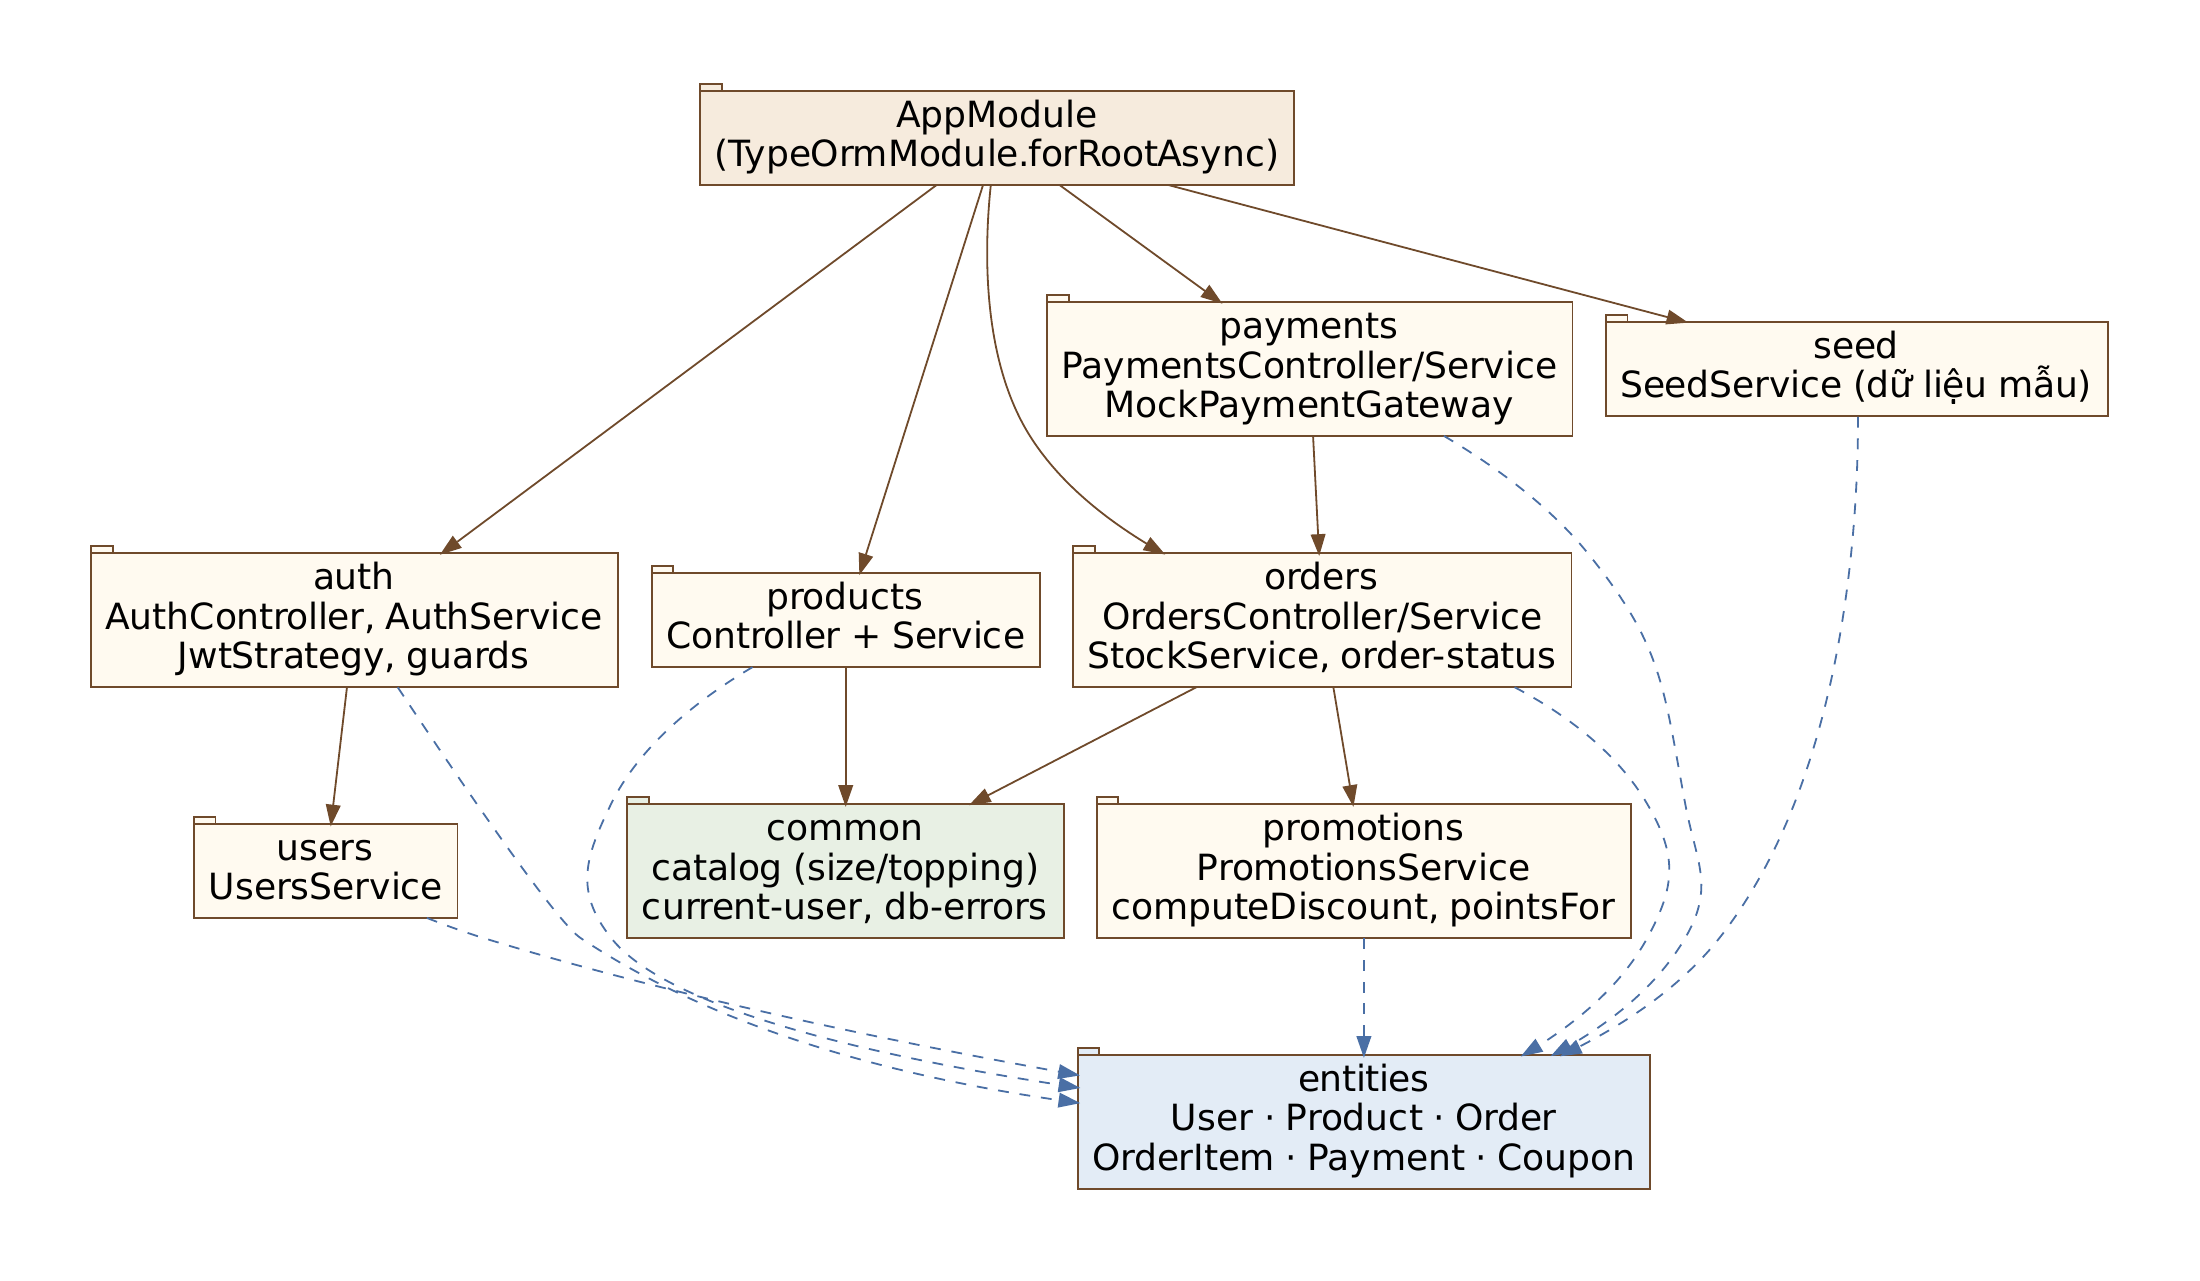 AppModule
(TypeOrmModule.forRootAsync)
payments
PaymentsController/Service
MockPaymentGateway
seed
SeedService (dữ liệu mẫu)
auth
AuthController, AuthService
JwtStrategy, guards
products
Controller + Service
orders
OrdersController/Service
StockService, order-status
users
UsersService
common
catalog (size/topping)
current-user, db-errors
promotions
PromotionsService
computeDiscount, pointsFor
entities
User · Product · Order
OrderItem · Payment · Coupon